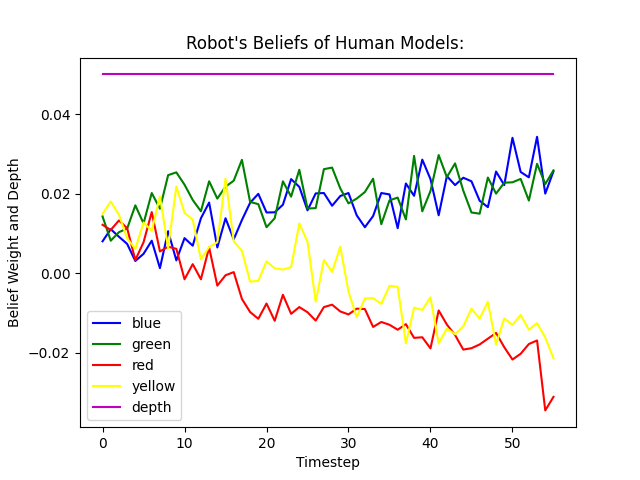 Robot's Beliefs of Human Models:
Belief Weight and Depth
0.04
0.02
0.00
−0.02
blue
green
red
yellow
depth
0 10 20 30 40 50
Timestep